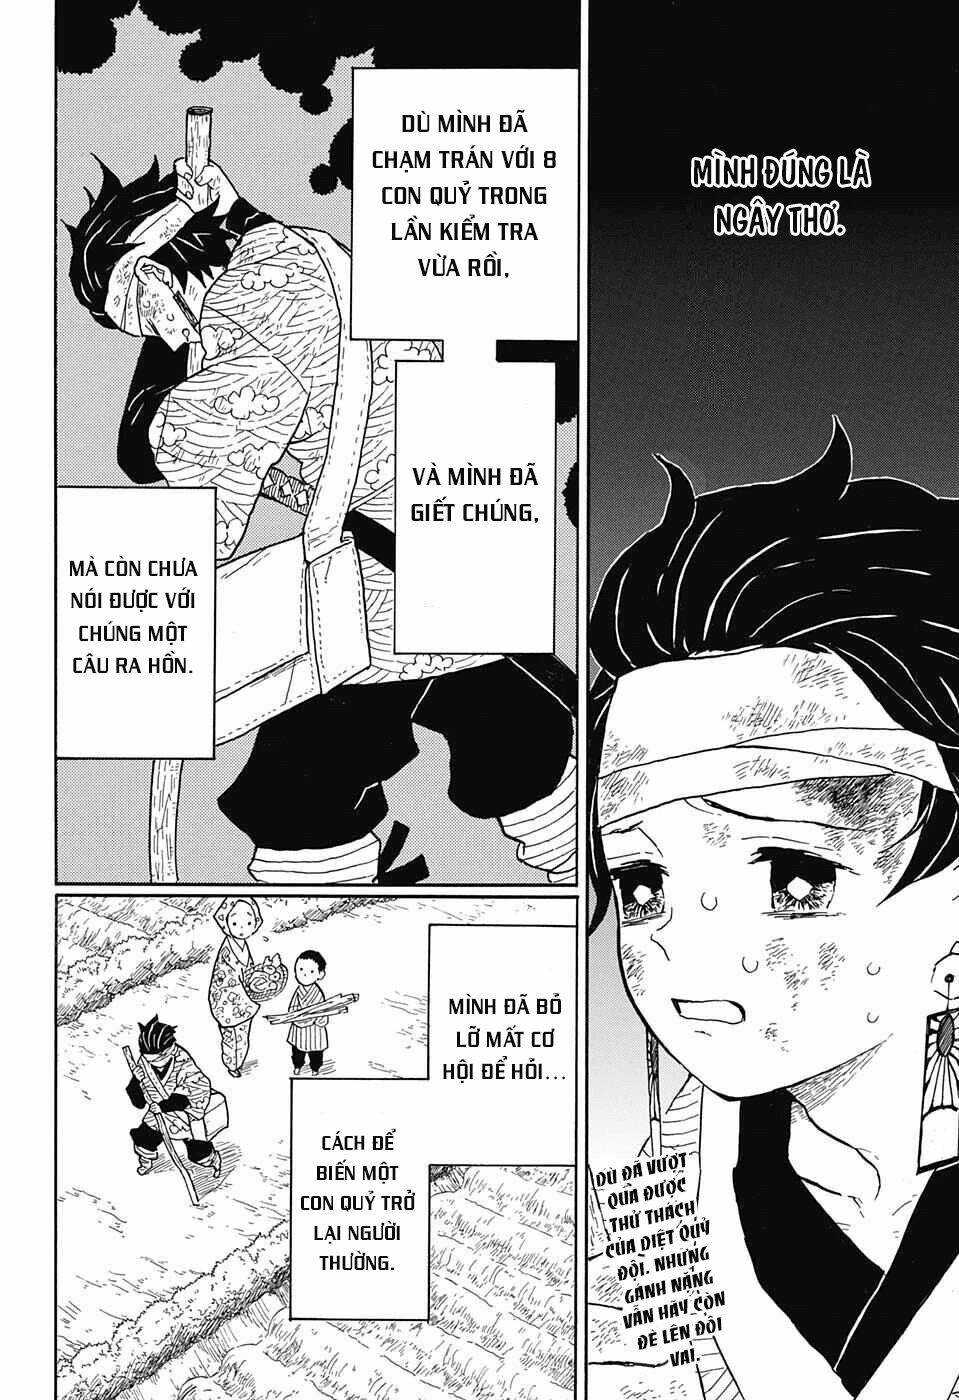 MÌNH ĐÚNG LÀ
NGÂY THƠ.
DÙ ĐÃ VƯỢT
QUA ĐƯỢC
THỬ THÁCH
CỦA DIỆT QUỶ
ĐỘI. NHƯNG
GÁNH NẶNG
VẪN HÃY CÒN
ĐÈ LÊN ĐÔI
VAI.
DÙ MÌNH ĐÃ
CHẠM TRÁN VỚI 8
CON QUỶ TRONG
LẦN KIỂM TRA
VỪA RỒI,
VÀ MÌNH ĐÃ
GIẾT CHÚNG,
MÀ CÒN CHƯA
NÓI ĐƯỢC VỚI
CHÚNG MỘT
CÂU RA HỒN.
MÌNH ĐÃ BỎ
LỠ MẤT CƠ
HỘI ĐỂ HỎI...
CÁCH ĐỂ
BIẾN MỘT
CON QUỶ TRỞ
LẠI NGƯỜI
THƯỜNG.